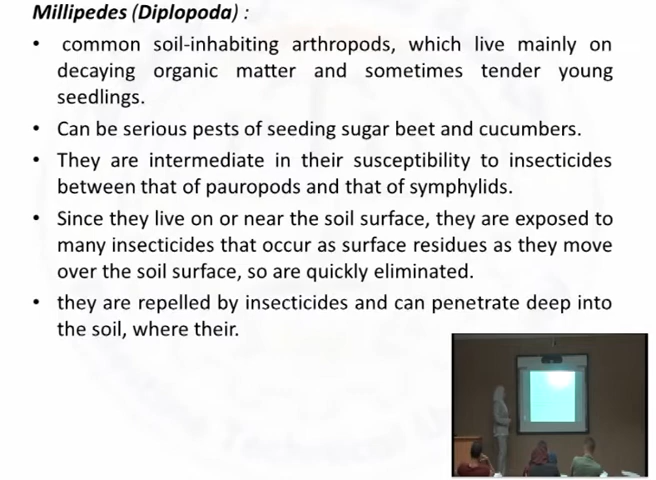 Millipedes (Diplopoda) :
• common soil-inhabiting arthropods, which live mainly on
decaying organic matter and sometimes tender young
seedlings.
• Can be serious pests of seeding sugar beet and cucumbers.
• They are intermediate in their susceptibility to insecticides
between that of pauropods and that of symphylids.
• Since they live on or near the soil surface, they are exposed to
many insecticides that occur as surface residues as they move
over the soil surface, so are quickly eliminated.
• they are repelled by insecticides and can penetrate deep into
the soil, where their.